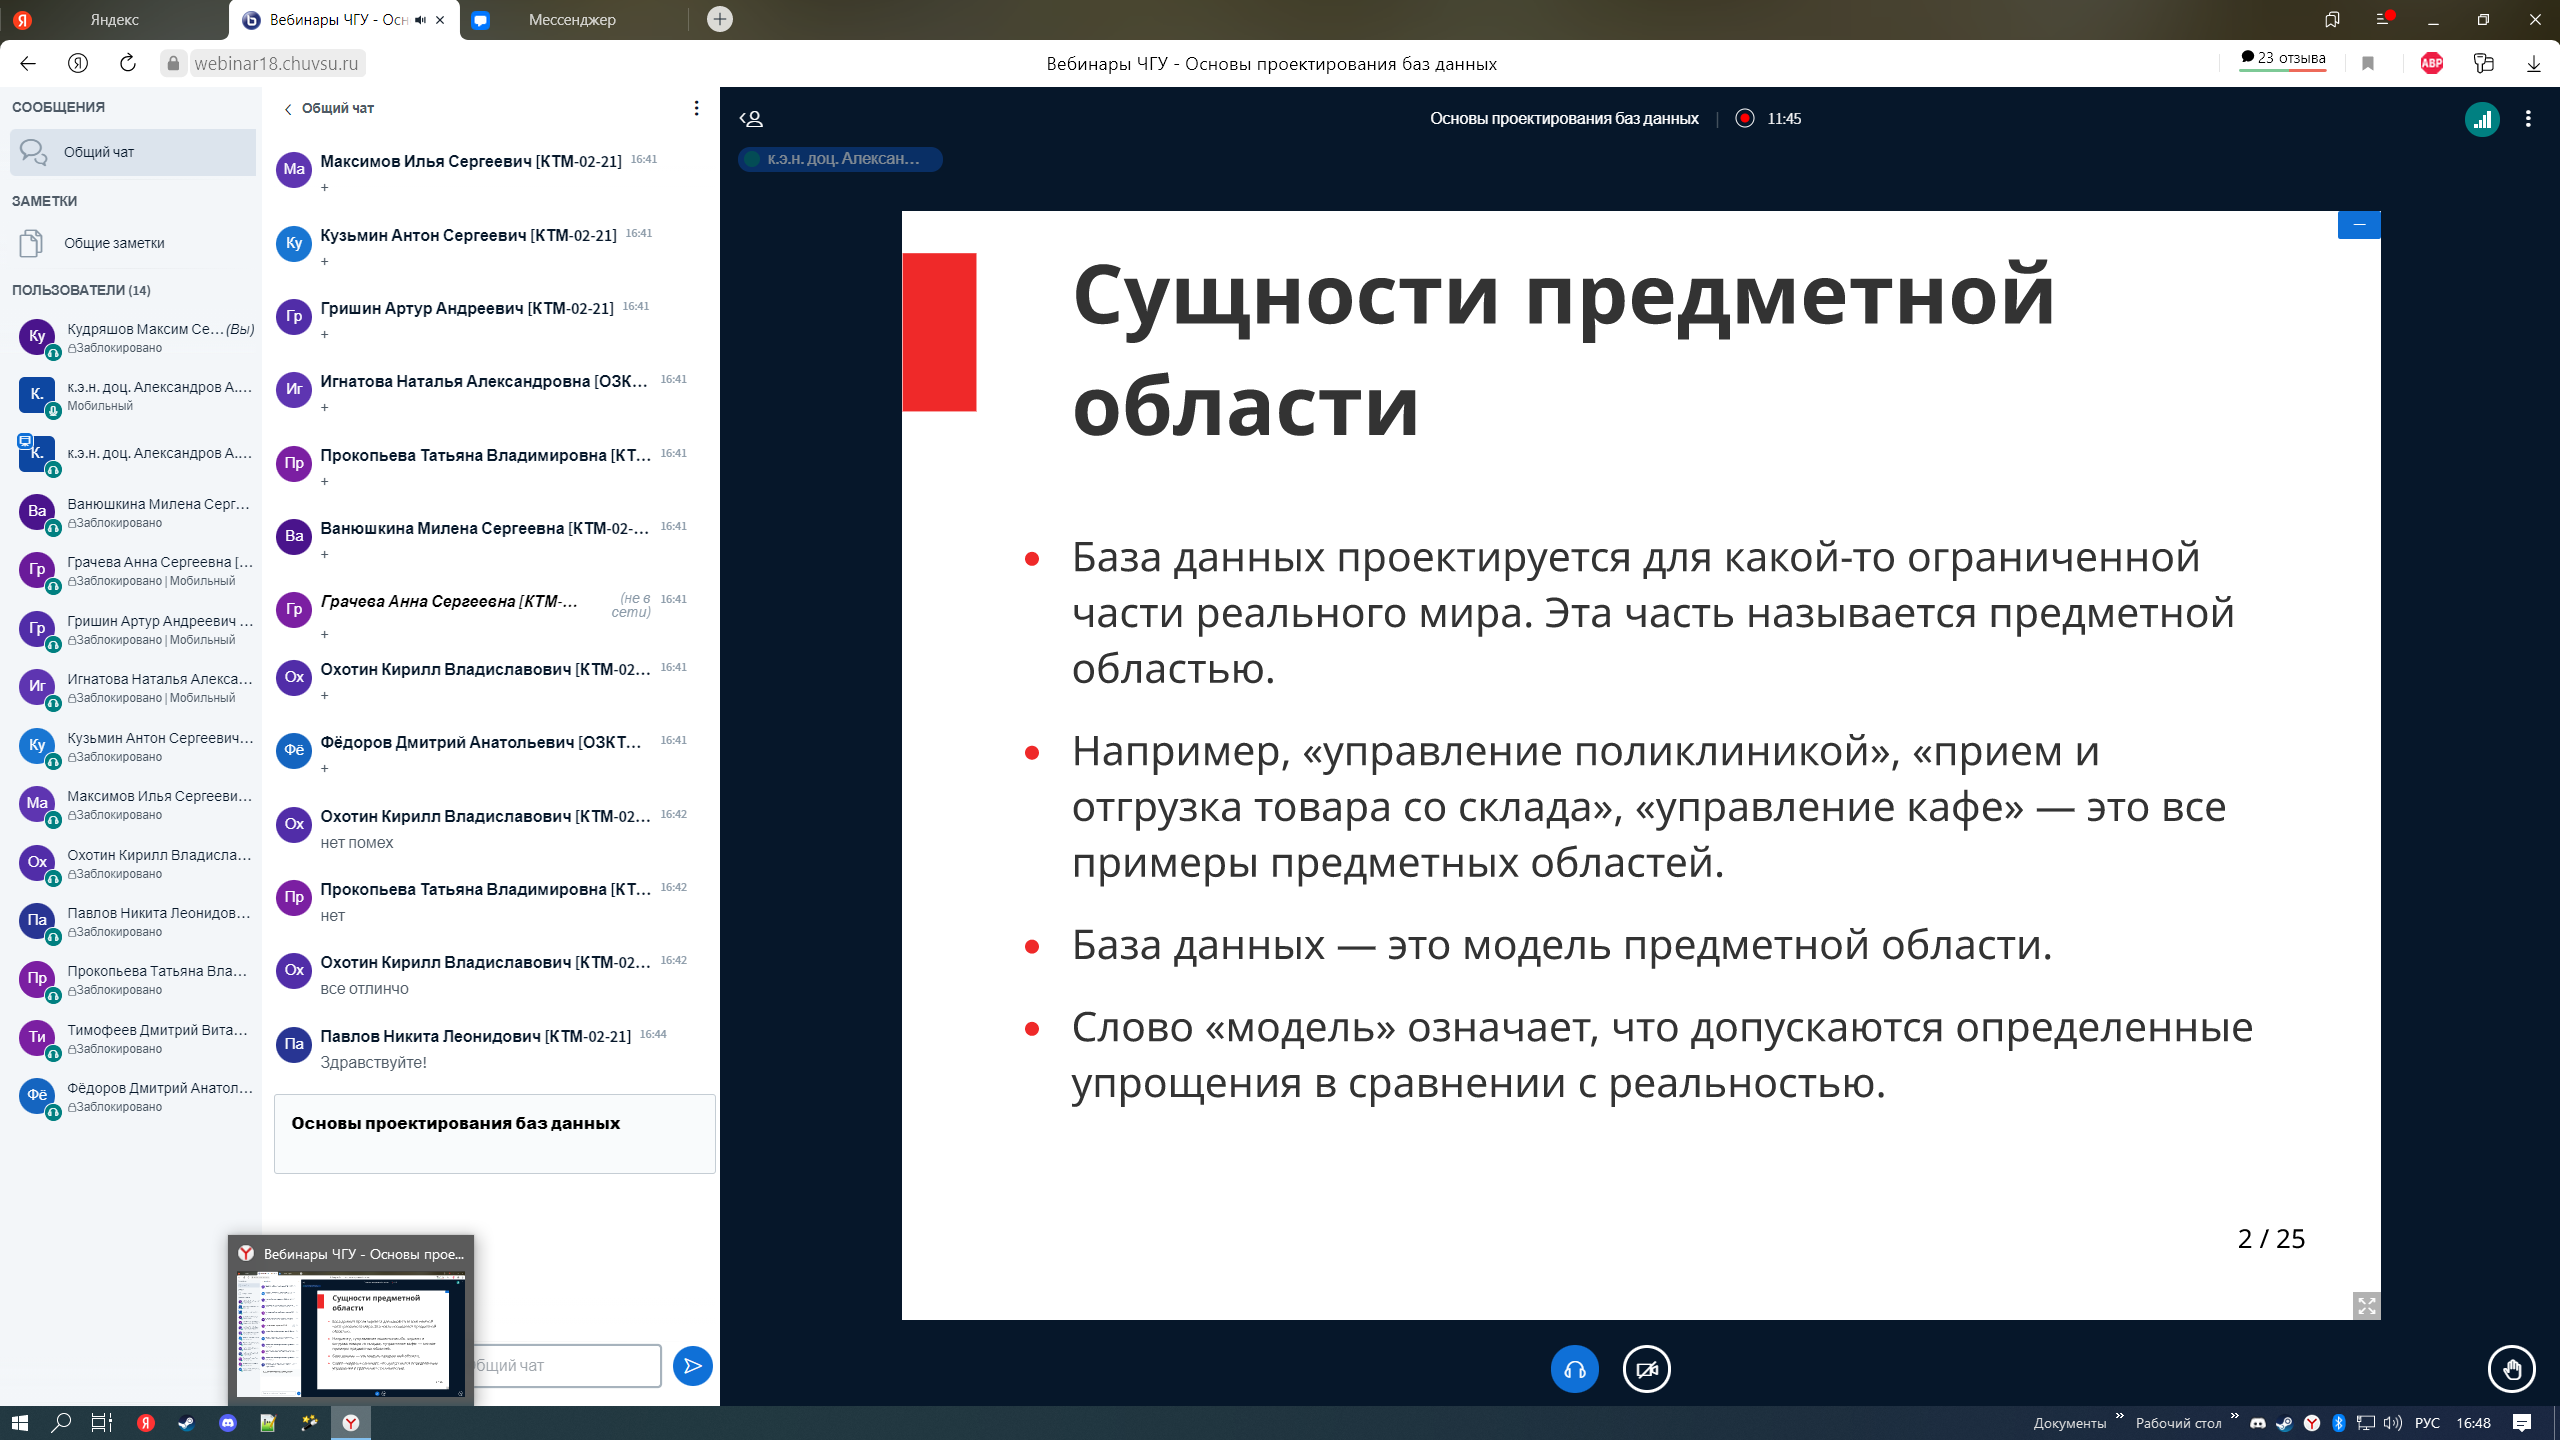 Яндекс
Вебинары ЧГУ - Осн
Мессенджер
webinar18.chuvsu.ru
Вебинары ЧГУ - Основы проектирования баз данных
23 отзыва
ABP
СООБЩЕНИЯ
Общий чат
ЗАМЕТКИ
Общие заметки
ПОЛЬЗОВАТЕЛИ (14)
Ку
Кудряшов Максим Се... (Вы)
Заблокировано
К.
к.э.н. доц. Александров А....
Мобильный
К.
к.э.н. доц. Александров А....
Ва
Ванюшкина Милена Серг...
Заблокировано
Гр
Грачева Анна Сергеевна [...
Заблокировано | Мобильный
Гр
Гришин Артур Андреевич ...
Заблокировано | Мобильный
Иг
Игнатова Наталья Алекса...
Заблокировано | Мобильный
Ку
Кузьмин Антон Сергеевич...
Заблокировано
Ма
Максимов Илья Сергееви...
Заблокировано
Ох
Охотин Кирилл Владисла...
Заблокировано
Па
Павлов Никита Леонидов...
Заблокировано
Пр
Прокопьева Татьяна Вла...
Заблокировано
Ти
Тимофеев Дмитрий Вита...
Заблокировано
Фё
Фёдоров Дмитрий Анатол...
Заблокировано
Общий чат
Ма
Максимов Илья Сергеевич [КТМ-02-21] 16:41
+
Ку
Кузьмин Антон Сергеевич [КТМ-02-21] 16:41
+
Гр
Гришин Артур Андреевич [КТМ-02-21] 16:41
+
Иг
Игнатова Наталья Александровна [ОЗК... 16:41
+
Пр
Прокопьева Татьяна Владимировна [КТ... 16:41
+
Ва
Ванюшкина Милена Сергеевна [КТМ-02-... 16:41
+
Гр
Грачева Анна Сергеевна [КТМ-... (не в сети) 16:41
+
Ох
Охотин Кирилл Владиславович [КТМ-02... 16:41
+
Фё
Фёдоров Дмитрий Анатольевич [ОЗКТ... 16:41
+
Ох
Охотин Кирилл Владиславович [КТМ-02... 16:42
нет помех
Пр
Прокопьева Татьяна Владимировна [КТ... 16:42
нет
Ох
Охотин Кирилл Владиславович [КТМ-02... 16:42
все отлинчо
Па
Павлов Никита Леонидович [КТМ-02-21] 16:44
Здравствуйте!
Основы проектирования баз данных
Вебинары ЧГУ - Основы прое...
Сущности предметной
области
бщий чат
Основы проектирования баз данных | 11:45
к.э.н. доц. Алексан...
Сущности предметной
области
• База данных проектируется для какой-то ограниченной
части реального мира. Эта часть называется предметной
областью.
• Например, «управление поликлиникой», «прием и
отгрузка товара со склада», «управление кафе» — это все
примеры предметных областей.
• База данных — это модель предметной области.
• Слово «модель» означает, что допускаются определенные
упрощения в сравнении с реальностью.
2 / 25
Документы
Рабочий стол
РУС
16:48